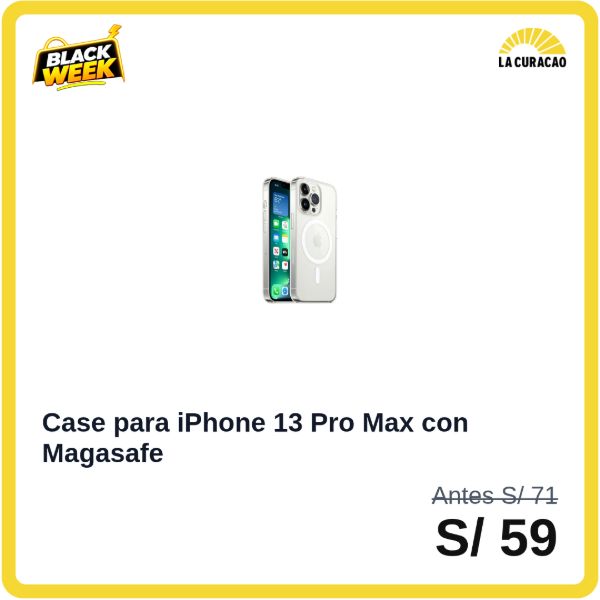 BLACK
WEEK
LA CURACAO
Case para iPhone 13 Pro Max con
Magasafe
Antes S/ 71
S/ 59